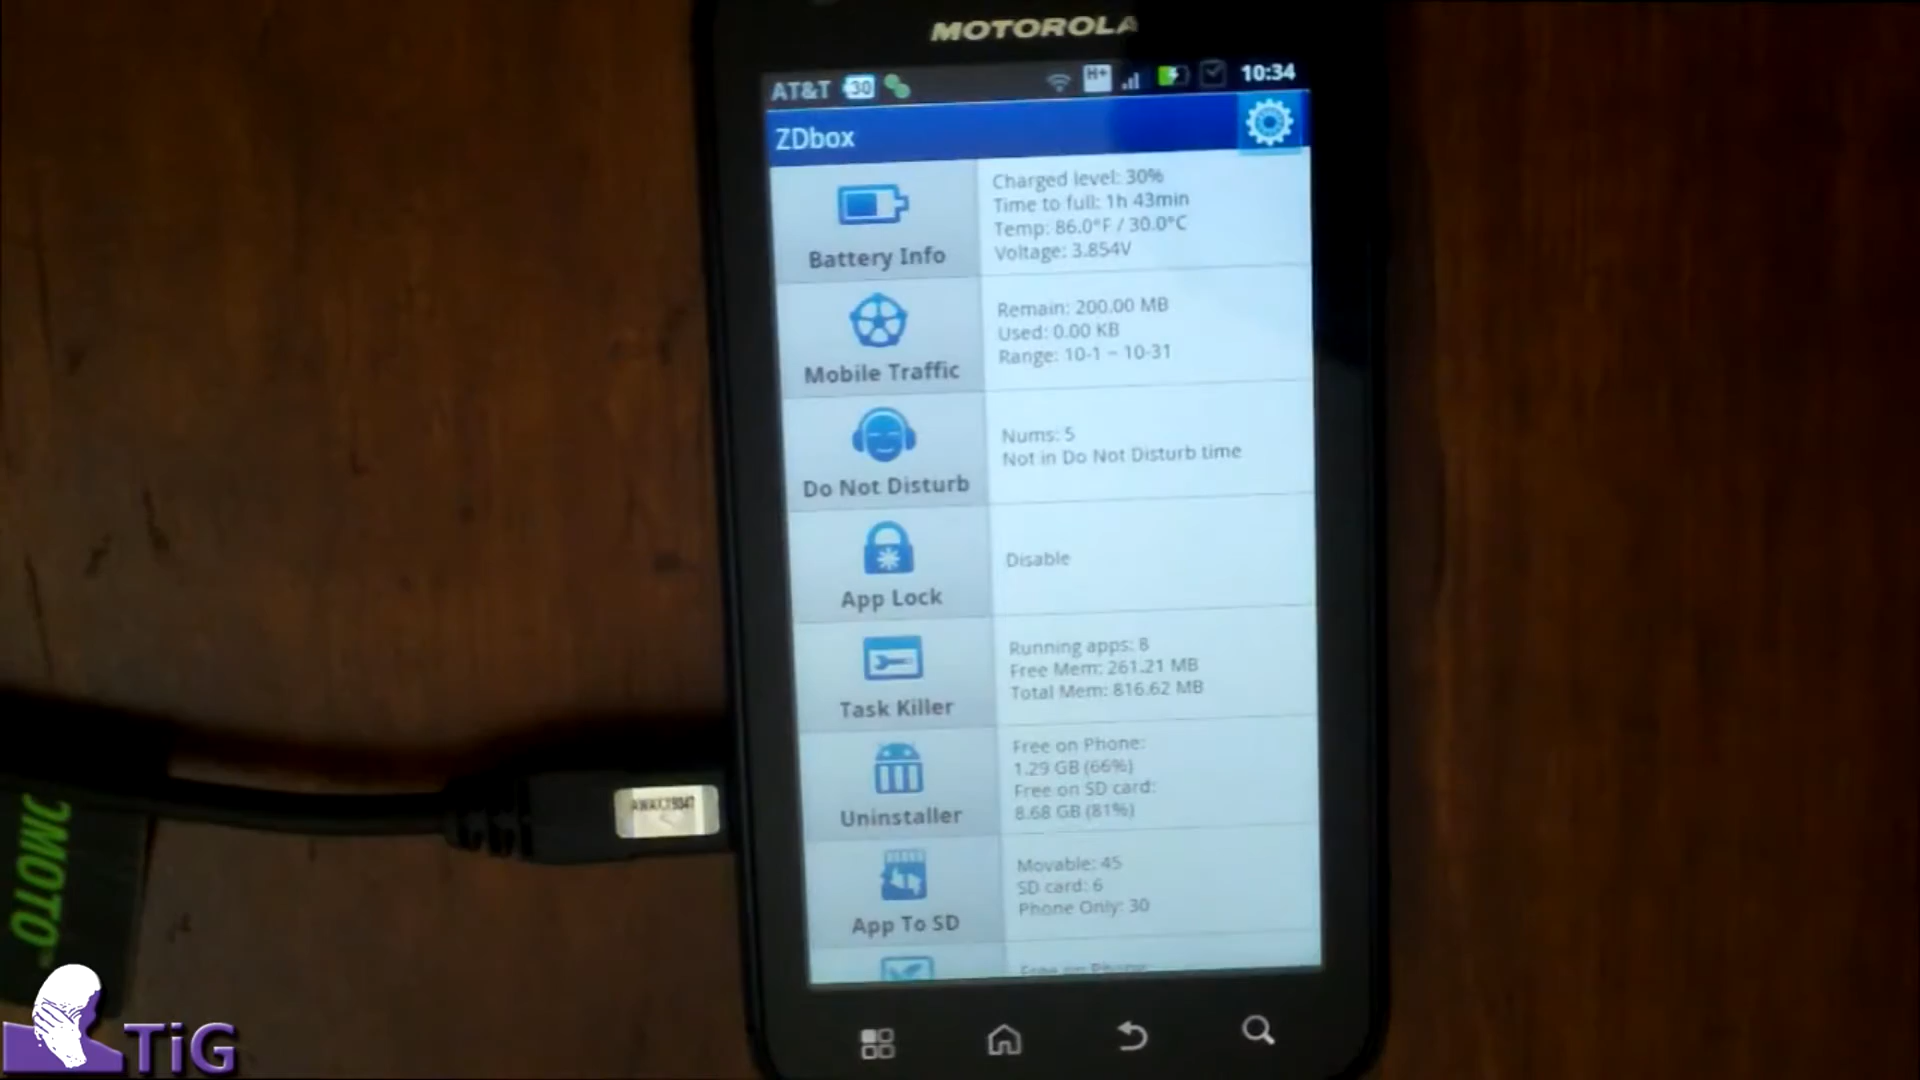 MOTOROLA
AT&T 30 H+ 10:34
ZDbox
Charged level: 30%
Time to full: 1h 43min
Temp: 86.0°F / 30.0°C
Voltage: 3.854V
Battery Info
Remain: 200.00 MB
Used: 0.00 KB
Range: 10-1 ~ 10-31
Mobile Traffic
Nums: 5
Not in Do Not Disturb time
Do Not Disturb
Disable
App Lock
Running apps: 8
Free Mem: 261.21 MB
Total Mem: 816.62 MB
Task Killer
Free on Phone:
1.29 GB (66%)
Free on SD card:
8.68 GB (81%)
Uninstaller
Movable: 45
SD card: 6
Phone Only: 30
App To SD
Free on Phone:
MOTO
TiG